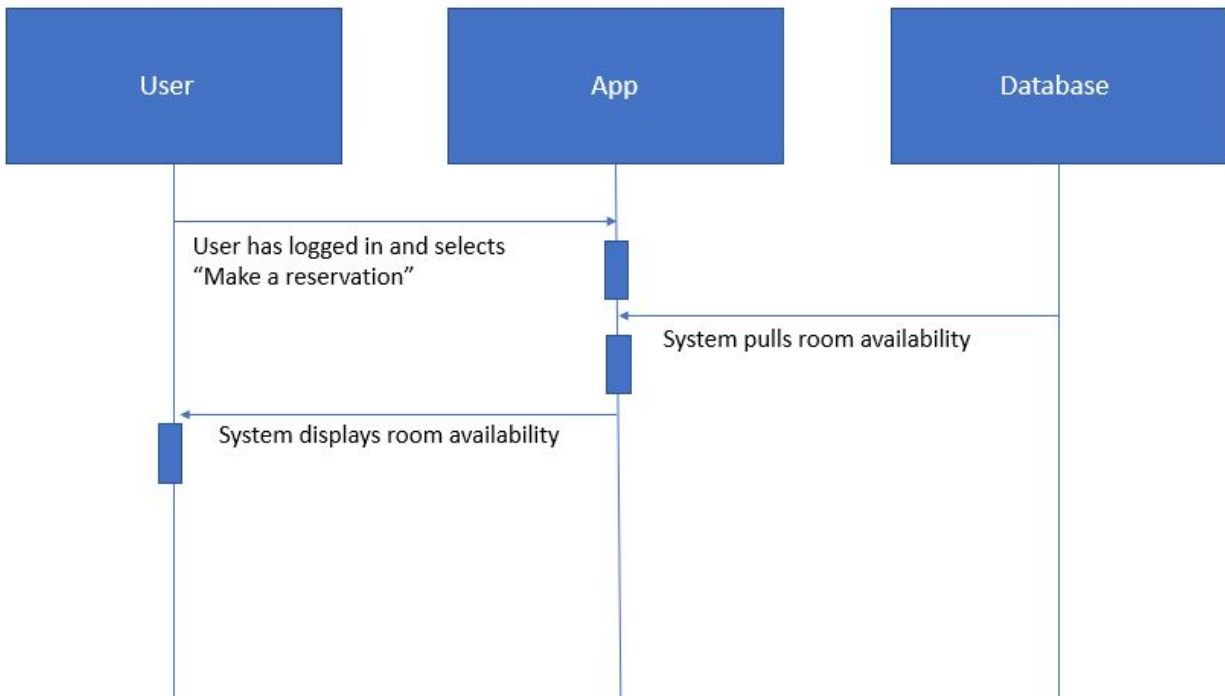 User
App
Database
User has logged in and selects
“Make a reservation”
System pulls room availability
System displays room availability